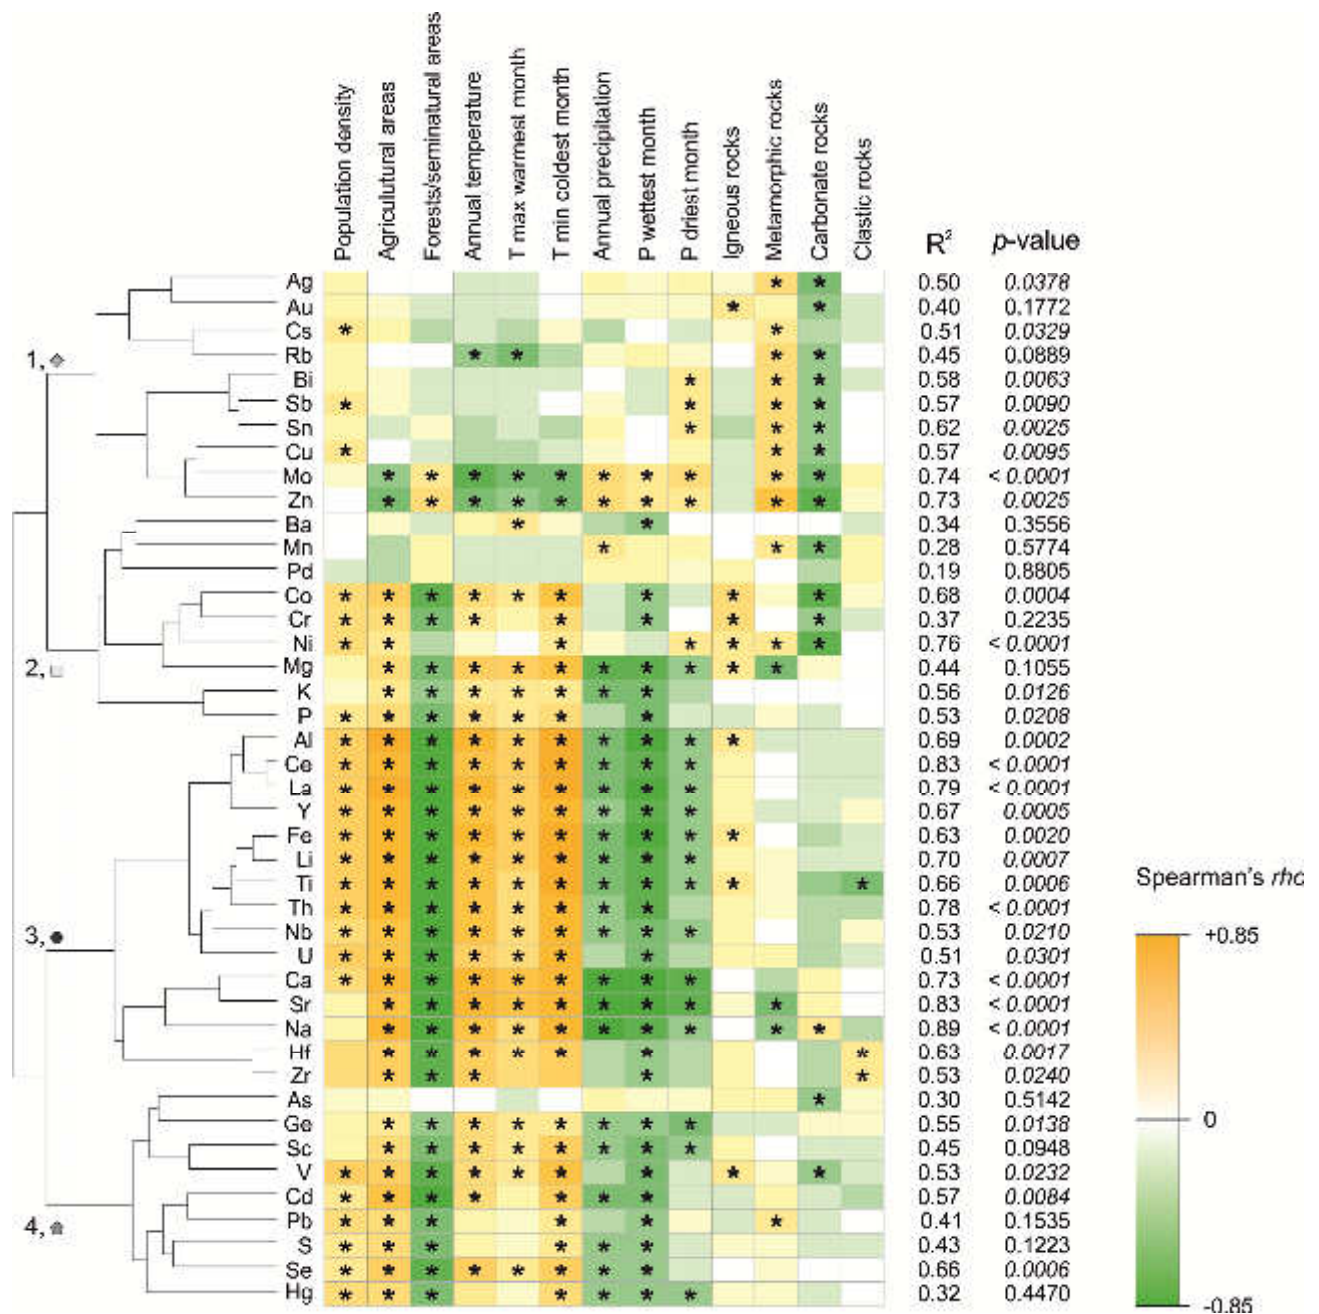 Population density
Agriculutural areas
Forests/seminatural areas
Annual temperature
T max warmest month
T min coldest month
Annual precipitation
P wettest month
P driest month
Igneous rocks
Metamorphic rocks
Carbonate rocks
Clastic rocks
R² p-value
Ag * * 0.50 0.0378
Au * * 0.40 0.1772
Cs * * 0.51 0.0329
1, Rb * * * * 0.45 0.0889
Bi * * * 0.58 0.0063
Sb * * * * 0.57 0.0090
Sn * * * 0.62 0.0025
Cu * * * 0.57 0.0095
Mo * * * * * * * * * * 0.74 < 0.0001
Zn * * * * * * * * * * 0.73 0.0025
Ba * * 0.34 0.3556
Mn * * * 0.28 0.5774
Pd 0.19 0.8805
Co * * * * * * * * * 0.68 0.0004
Cr * * * * * * * * 0.37 0.2235
Ni * * * * * * * 0.76 < 0.0001
2, Mg * * * * * * * * * * 0.44 0.1055
K * * * * * * * 0.56 0.0126
P * * * * * * * 0.53 0.0208
Al * * * * * * * * * * 0.69 0.0002
Ce * * * * * * * * * 0.83 < 0.0001
La * * * * * * * * * 0.79 < 0.0001
Y * * * * * * * * * 0.67 0.0005
Fe * * * * * * * * * * 0.63 0.0020
Li * * * * * * * * * 0.70 0.0007
Ti * * * * * * * * * * * 0.66 0.0006
Th * * * * * * * * 0.78 < 0.0001
3, Nb * * * * * * * * * 0.53 0.0210
U * * * * * * * 0.51 0.0301
Ca * * * * * * * * * 0.73 < 0.0001
Sr * * * * * * * * * 0.83 < 0.0001
Na * * * * * * * * * * 0.89 < 0.0001
Hf * * * * * * * 0.63 0.0017
Zr * * * * * 0.53 0.0240
As * 0.30 0.5142
Ge * * * * * * * * 0.55 0.0138
Sc * * * * * * * * 0.45 0.0948
V * * * * * * * * * 0.53 0.0232
Cd * * * * * * * 0.57 0.0084
4, Pb * * * * * * 0.41 0.1535
S * * * * * * 0.43 0.1223
Se * * * * * * * * 0.66 0.0006
Hg * * * * * * * 0.32 0.4470
Spearman's rho
+0.85
0
-0.85